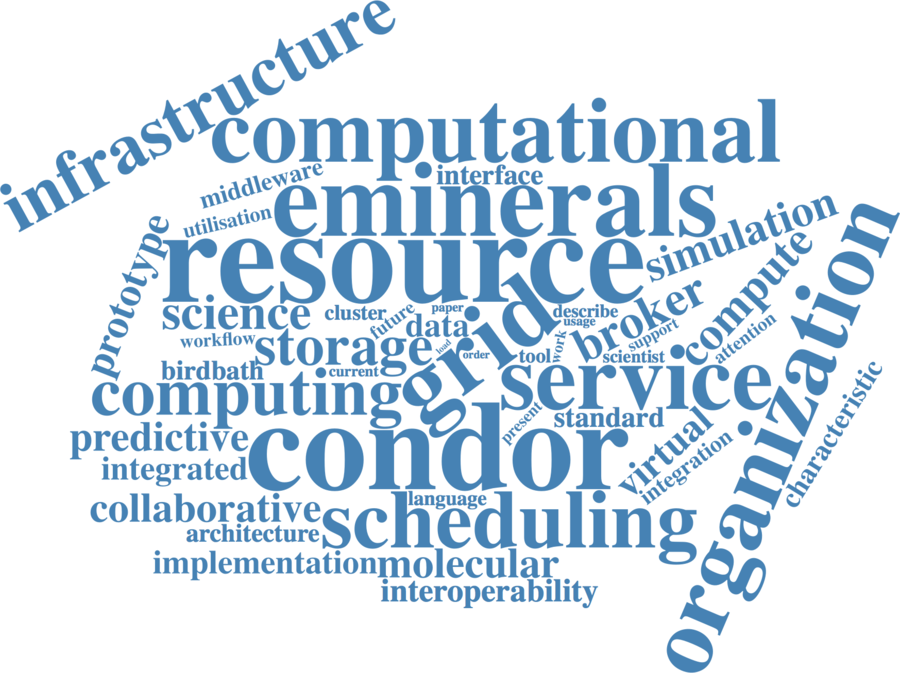 infrastructure
computational
interface
middleware
eminerals
utilisation
simulation
resource
prototype
organization
compute
broker
science
cluster
future
paper
describe
usage
grid
data
support
attention
workflow
storage
load
order
work
tool
scientist
birdbath
current
service
computing
characteristic
present
standard
predictive
condor
virtual
integrated
integration
language
collaborative
scheduling
architecture
implementation
molecular
interoperability